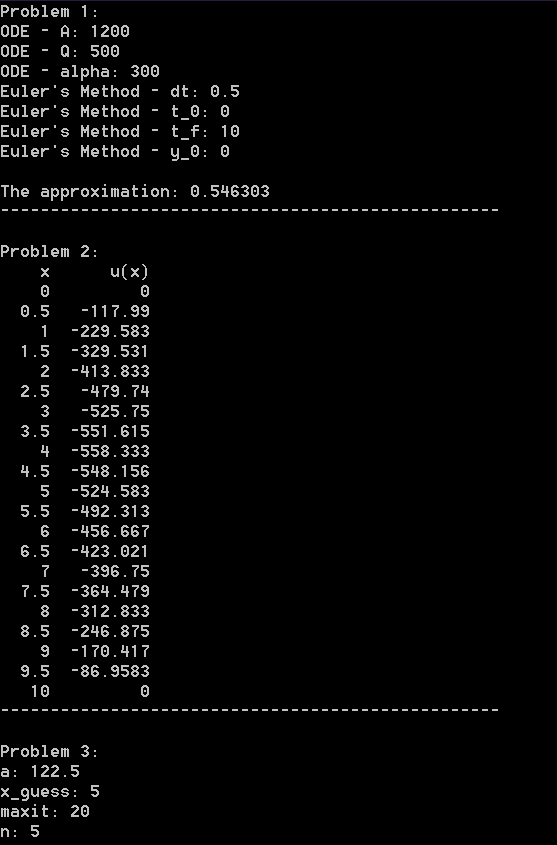 Problem 1:
ODE - A: 1200
ODE - Q: 500
ODE - alpha: 300
Euler's Method - dt: 0.5
Euler's Method - t_0: 0
Euler's Method - t_f: 10
Euler's Method - y_0: 0
The approximation: 0.546303
--------------------------------------------------
Problem 2:
    x      u(x)
    0         0
  0.5   -117.99
    1  -229.583
  1.5  -329.531
    2  -413.833
  2.5   -479.74
    3   -525.75
  3.5  -551.615
    4  -558.333
  4.5  -548.156
    5  -524.583
  5.5  -492.313
    6  -456.667
  6.5  -423.021
    7   -396.75
  7.5  -364.479
    8  -312.833
  8.5  -246.875
    9  -170.417
  9.5  -86.9583
   10         0
--------------------------------------------------
Problem 3:
a: 122.5
x_guess: 5
maxit: 20
n: 5